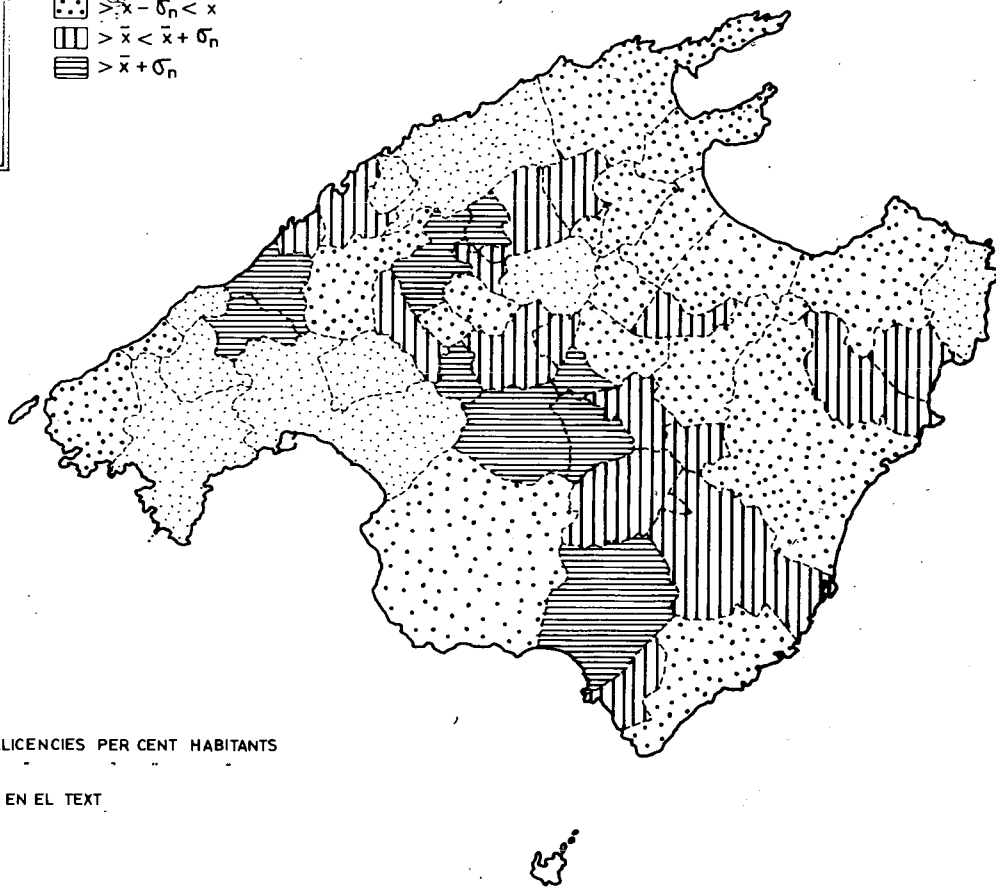 > x̄ - σn < x
> x̄ < x̄ + σn
> x̄ + σn
LICENCIES PER CENT HABITANTS
EN EL TEXT